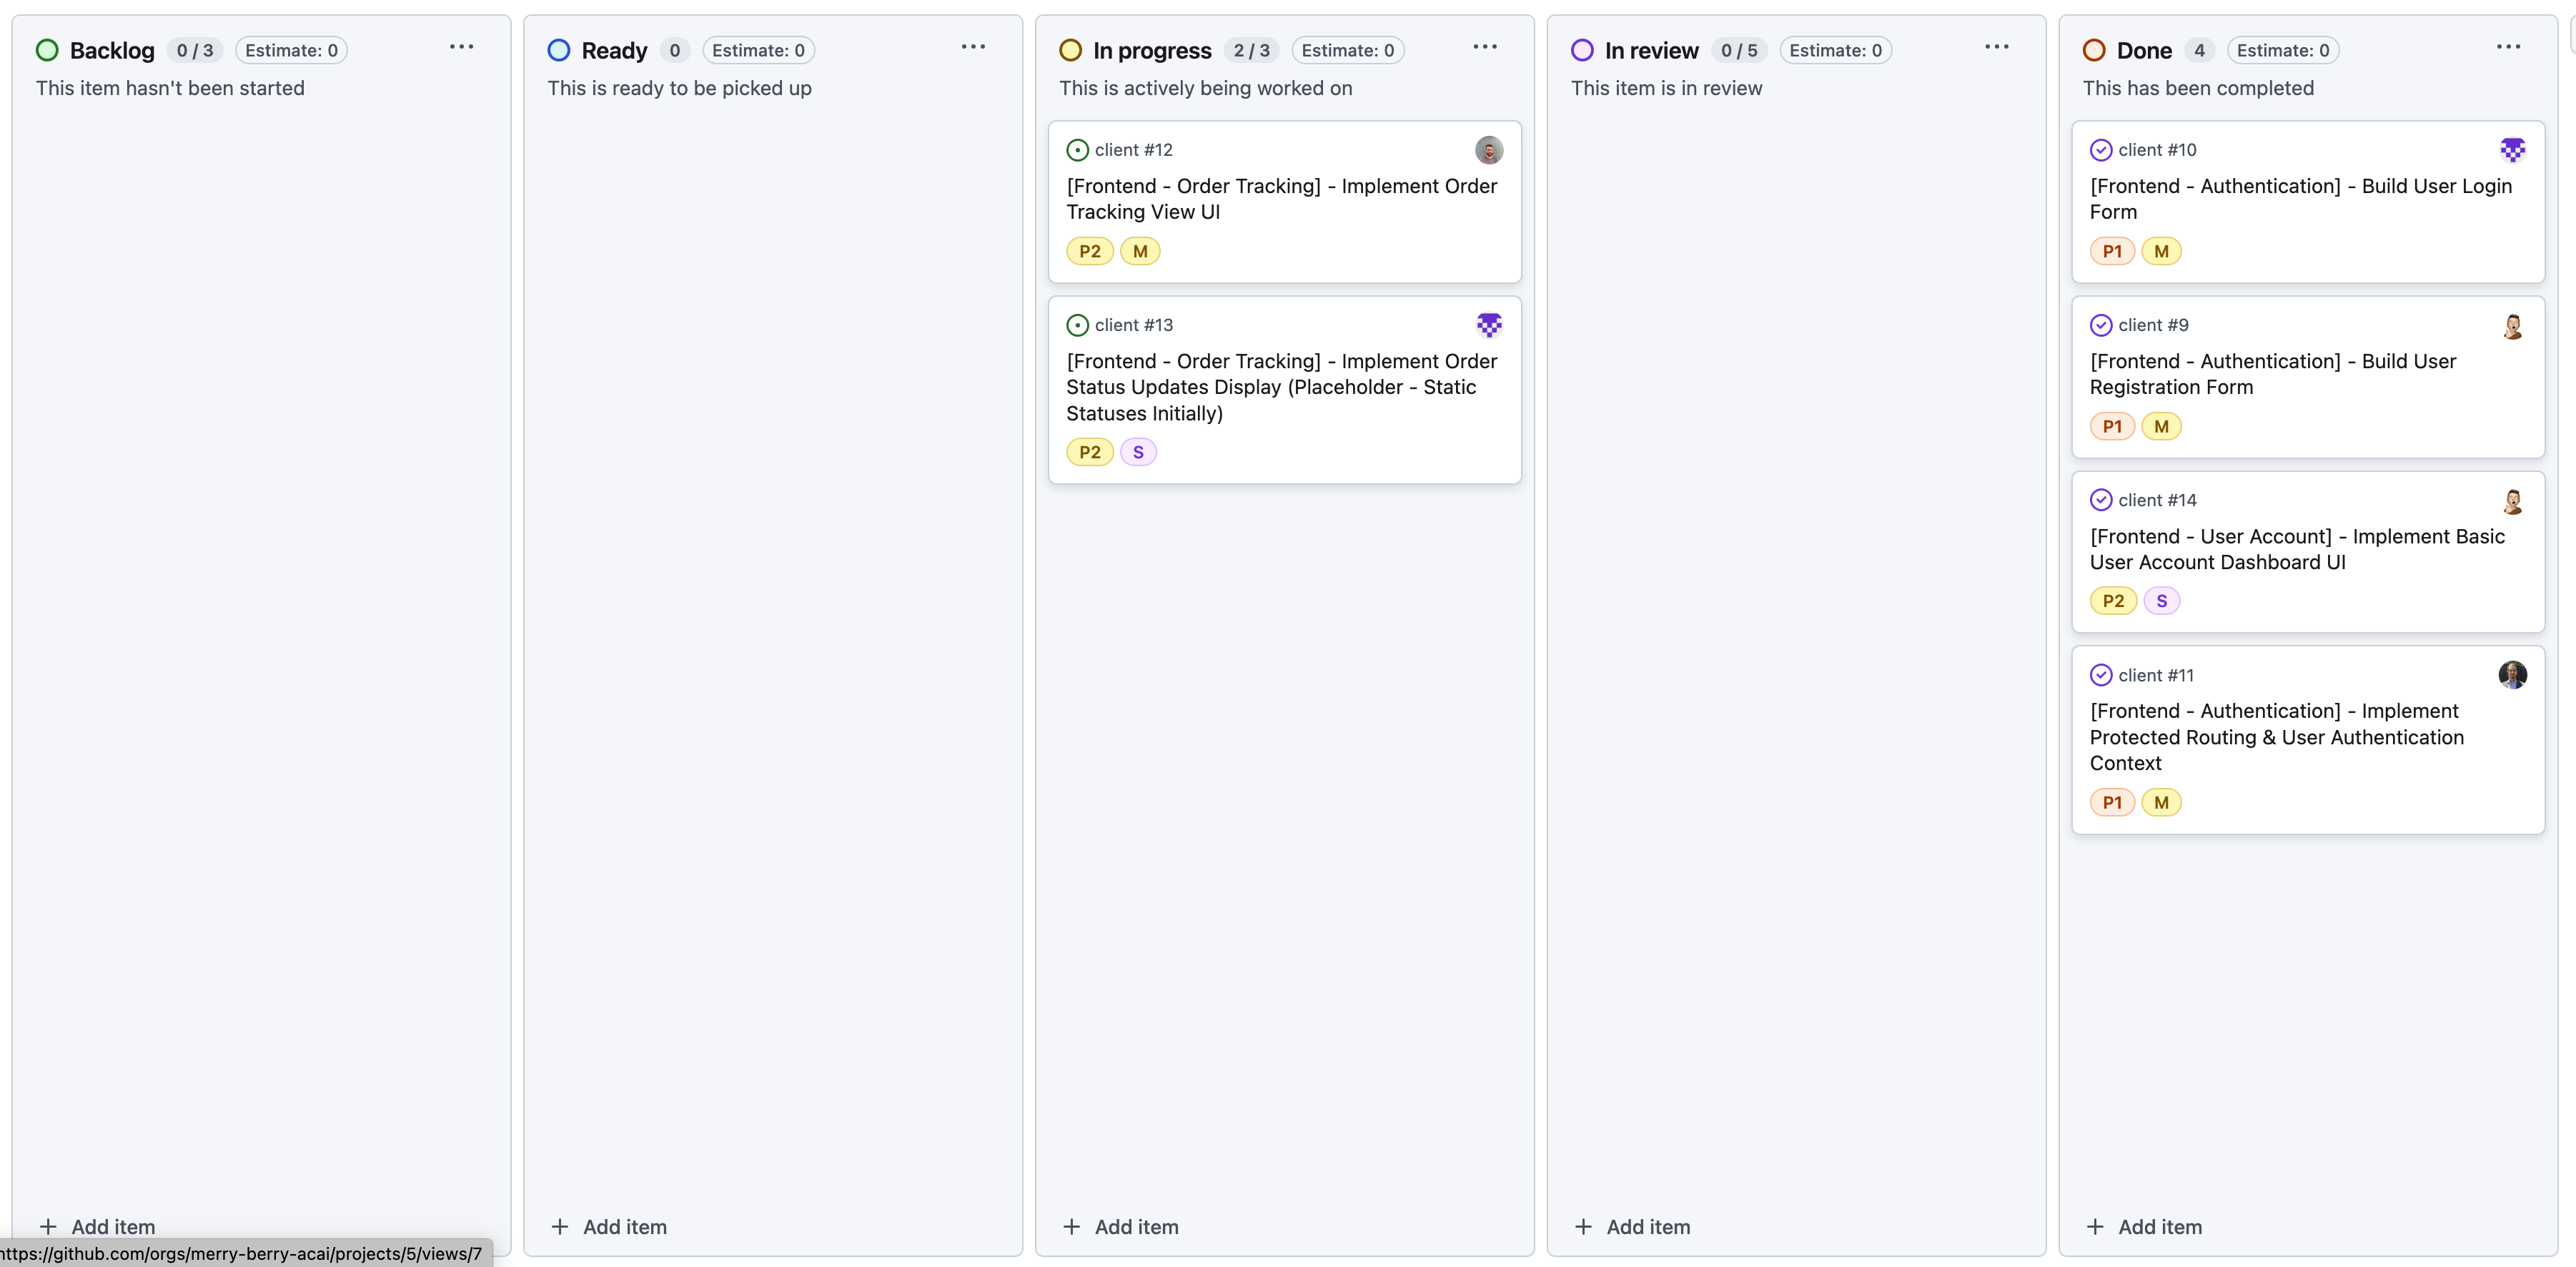 Backlog 0 / 3 Estimate: 0
This item hasn't been started
Ready 0 Estimate: 0
This is ready to be picked up
In progress 2 / 3 Estimate: 0
This is actively being worked on
client #12
[Frontend - Order Tracking] - Implement Order
Tracking View UI
P2 M
client #13
[Frontend - Order Tracking] - Implement Order
Status Updates Display (Placeholder - Static
Statuses Initially)
P2 S
In review 0 / 5 Estimate: 0
This item is in review
Done 4 Estimate: 0
This has been completed
client #10
[Frontend - Authentication] - Build User Login
Form
P1 M
client #9
[Frontend - Authentication] - Build User
Registration Form
P1 M
client #14
[Frontend - User Account] - Implement Basic
User Account Dashboard UI
P2 S
client #11
[Frontend - Authentication] - Implement
Protected Routing & User Authentication
Context
P1 M
+ Add item
+ Add item
+ Add item
+ Add item
+ Add item
https://github.com/orgs/merry-berry-acai/projects/5/views/7